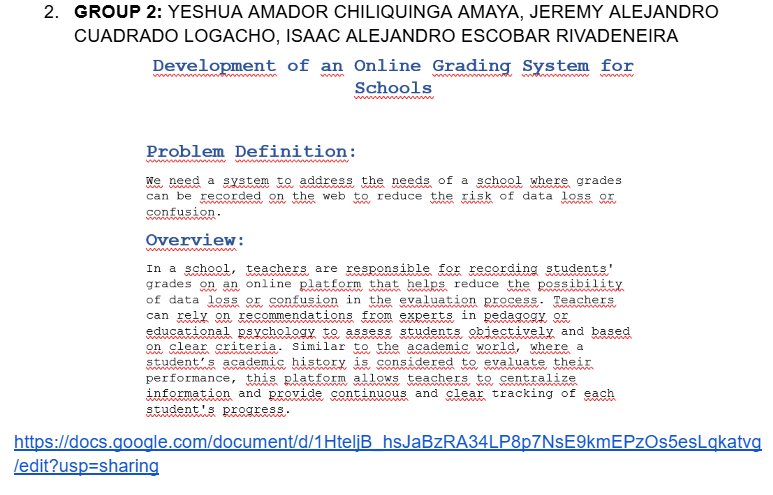 2. GROUP 2: YESHUA AMADOR CHILIQUINGA AMAYA, JEREMY ALEJANDRO
CUADRADO LOGACHO, ISAAC ALEJANDRO ESCOBAR RIVADENEIRA
Development of an Online Grading System for
Schools
Problem Definition:
We need a system to address the needs of a school where grades
can be recorded on the web to reduce the risk of data loss or
confusion.
Overview:
In a school, teachers are responsible for recording students'
grades on an online platform that helps reduce the possibility
of data loss or confusion in the evaluation process. Teachers
can rely on recommendations from experts in pedagogy or
educational psychology to assess students objectively and based
on clear criteria. Similar to the academic world, where a
student’s academic history is considered to evaluate their
performance, this platform allows teachers to centralize
information and provide continuous and clear tracking of each
student's progress.
https://docs.google.com/document/d/1HteljB_hsJaBzRA34LP8p7NsE9kmEPzOs5esLqkatvg
/edit?usp=sharing